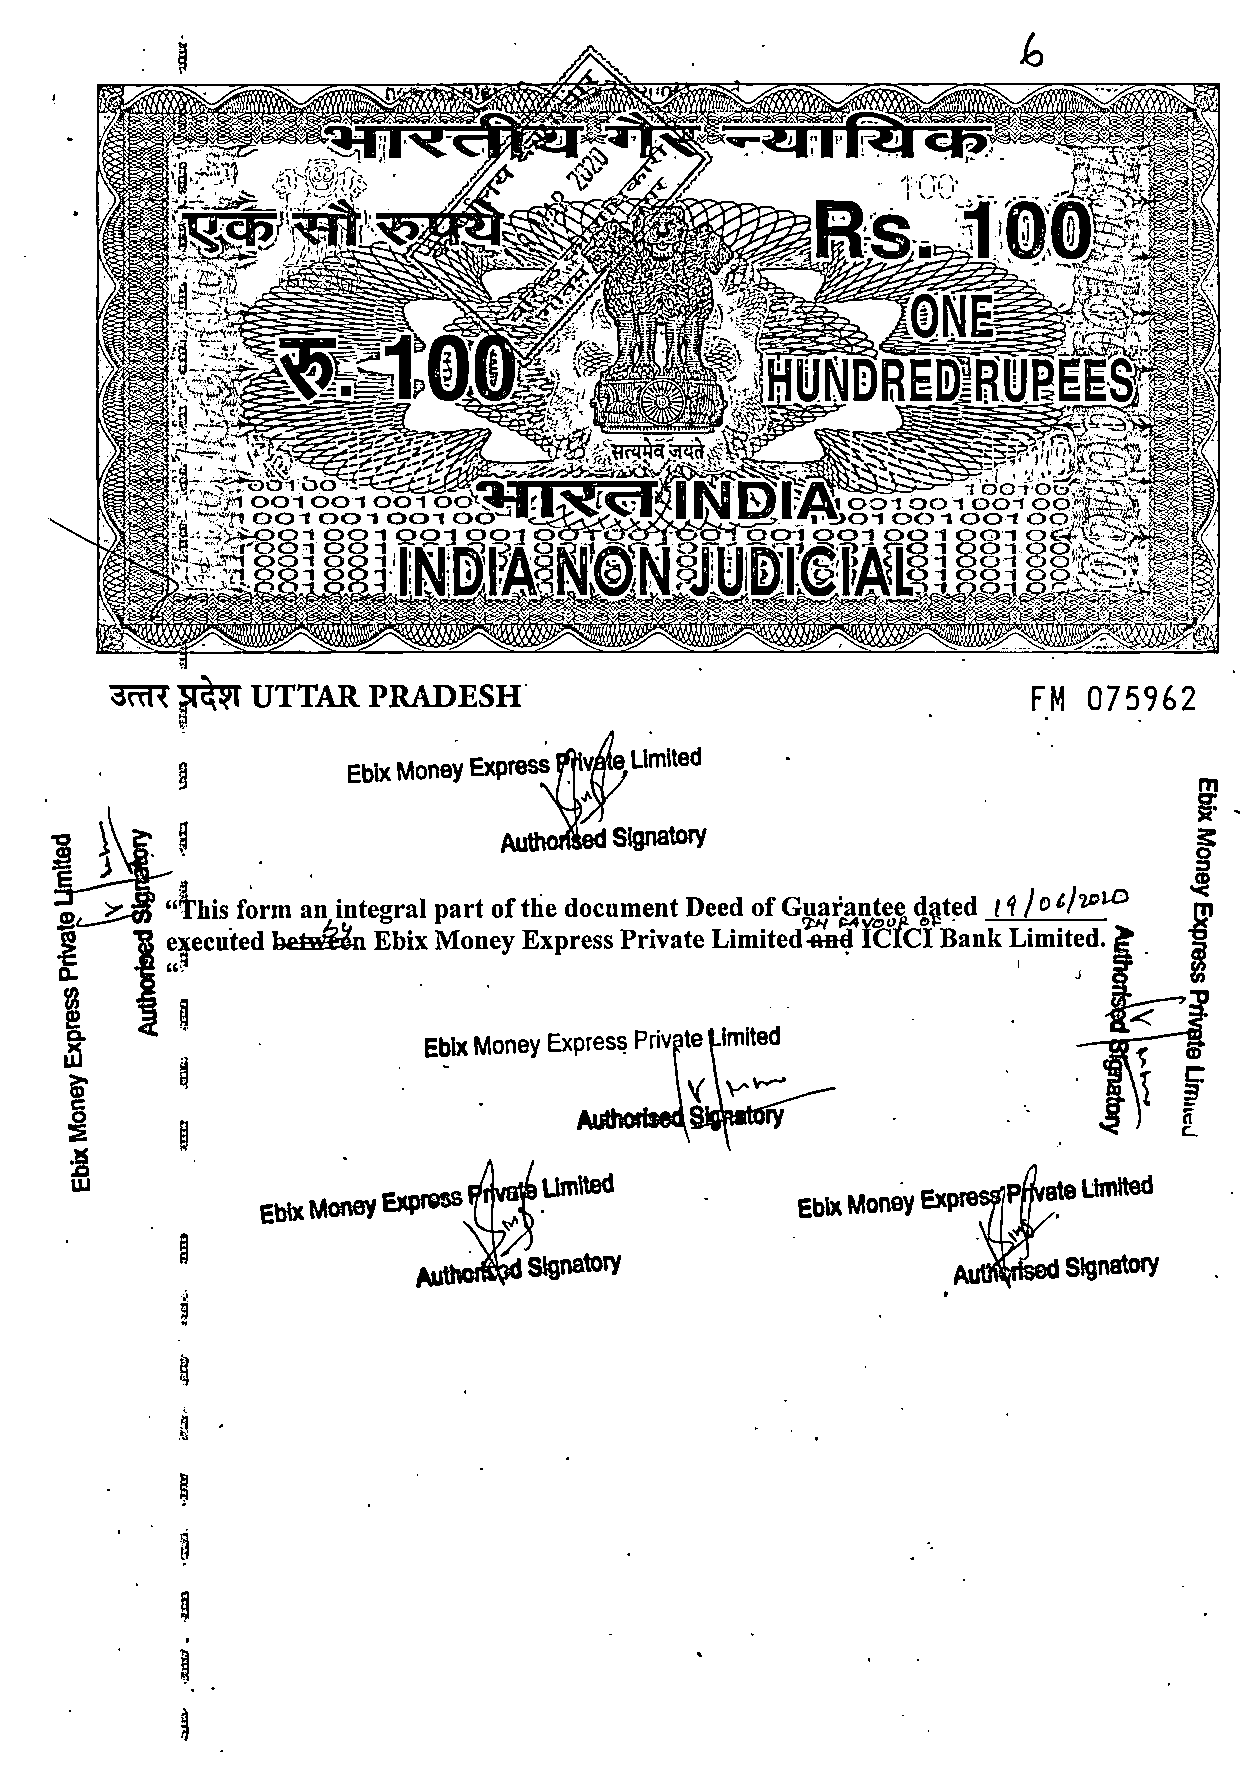 6
भारतीय गैर न्यायिक
100
एक सौ रुपये
Rs. 100
रु. 100
ONE
HUNDRED RUPEES
सत्यमेव जयते
भारत INDIA
INDIA NON JUDICIAL
2020
उत्तर प्रदेश UTTAR PRADESH
FM 075962
Ebix Money Express Private Limited
Authorised Signatory
Ebix Money Express Private Limited
Authorised Signatory
Ebix Money Express Private Limited
Authorised Signatory
“This form an integral part of the document Deed of Guarantee dated 19/06/2020
by IN FAVOUR OF
executed between Ebix Money Express Private Limited and ICICI Bank Limited.
“
Ebix Money Express Private Limited
Authorised Signatory
Ebix Money Express Private Limited
Authorised Signatory
Ebix Money Express Private Limited
Authorised Signatory